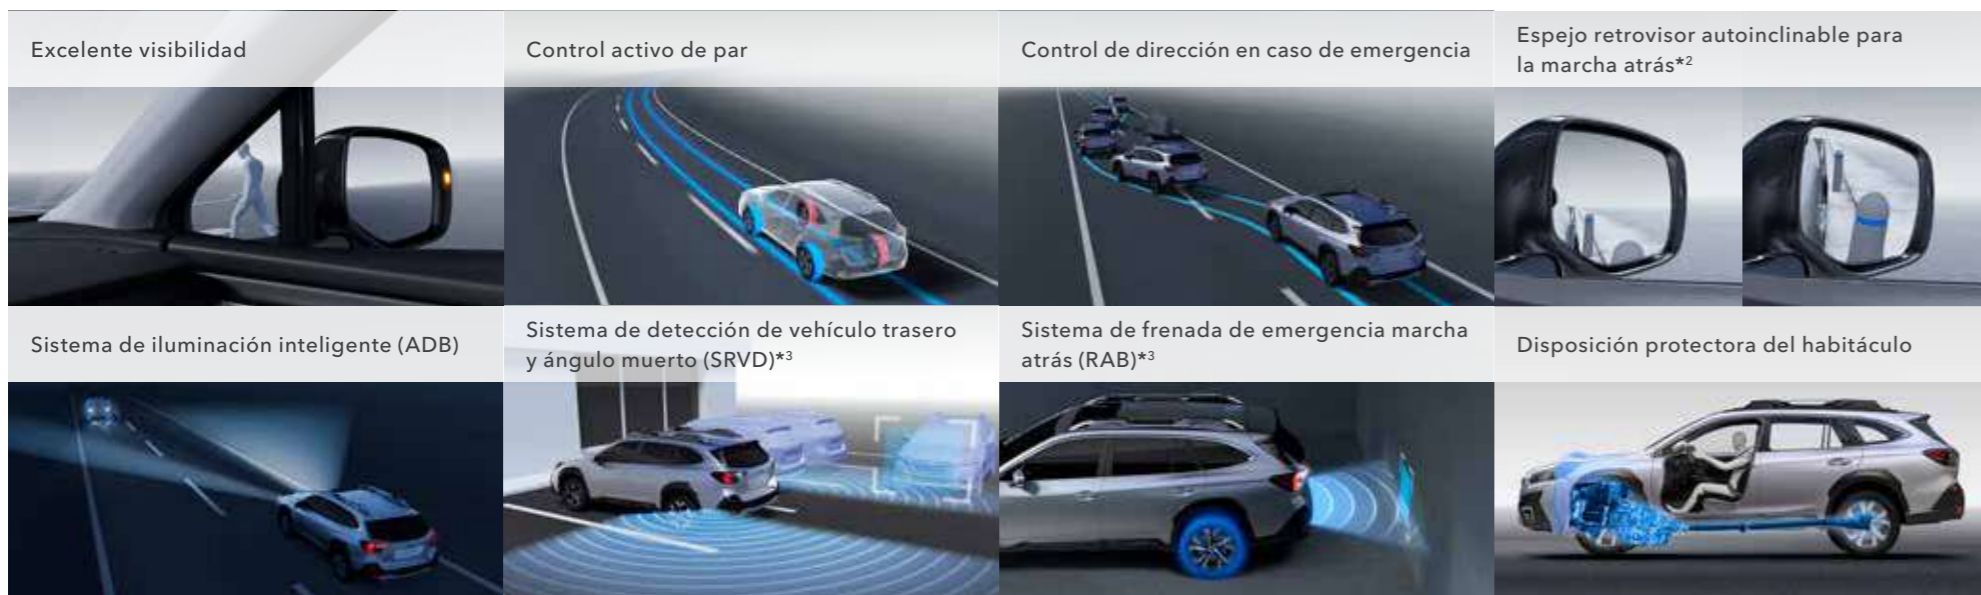 Excelente visibilidad
Control activo de par
Control de dirección en caso de emergencia
Espejo retrovisor autoinclinable para
la marcha atrás*2
Sistema de iluminación inteligente (ADB)
Sistema de detección de vehículo trasero
y ángulo muerto (SRVD)*3
Sistema de frenada de emergencia marcha
atrás (RAB)*3
Disposición protectora del habitáculo